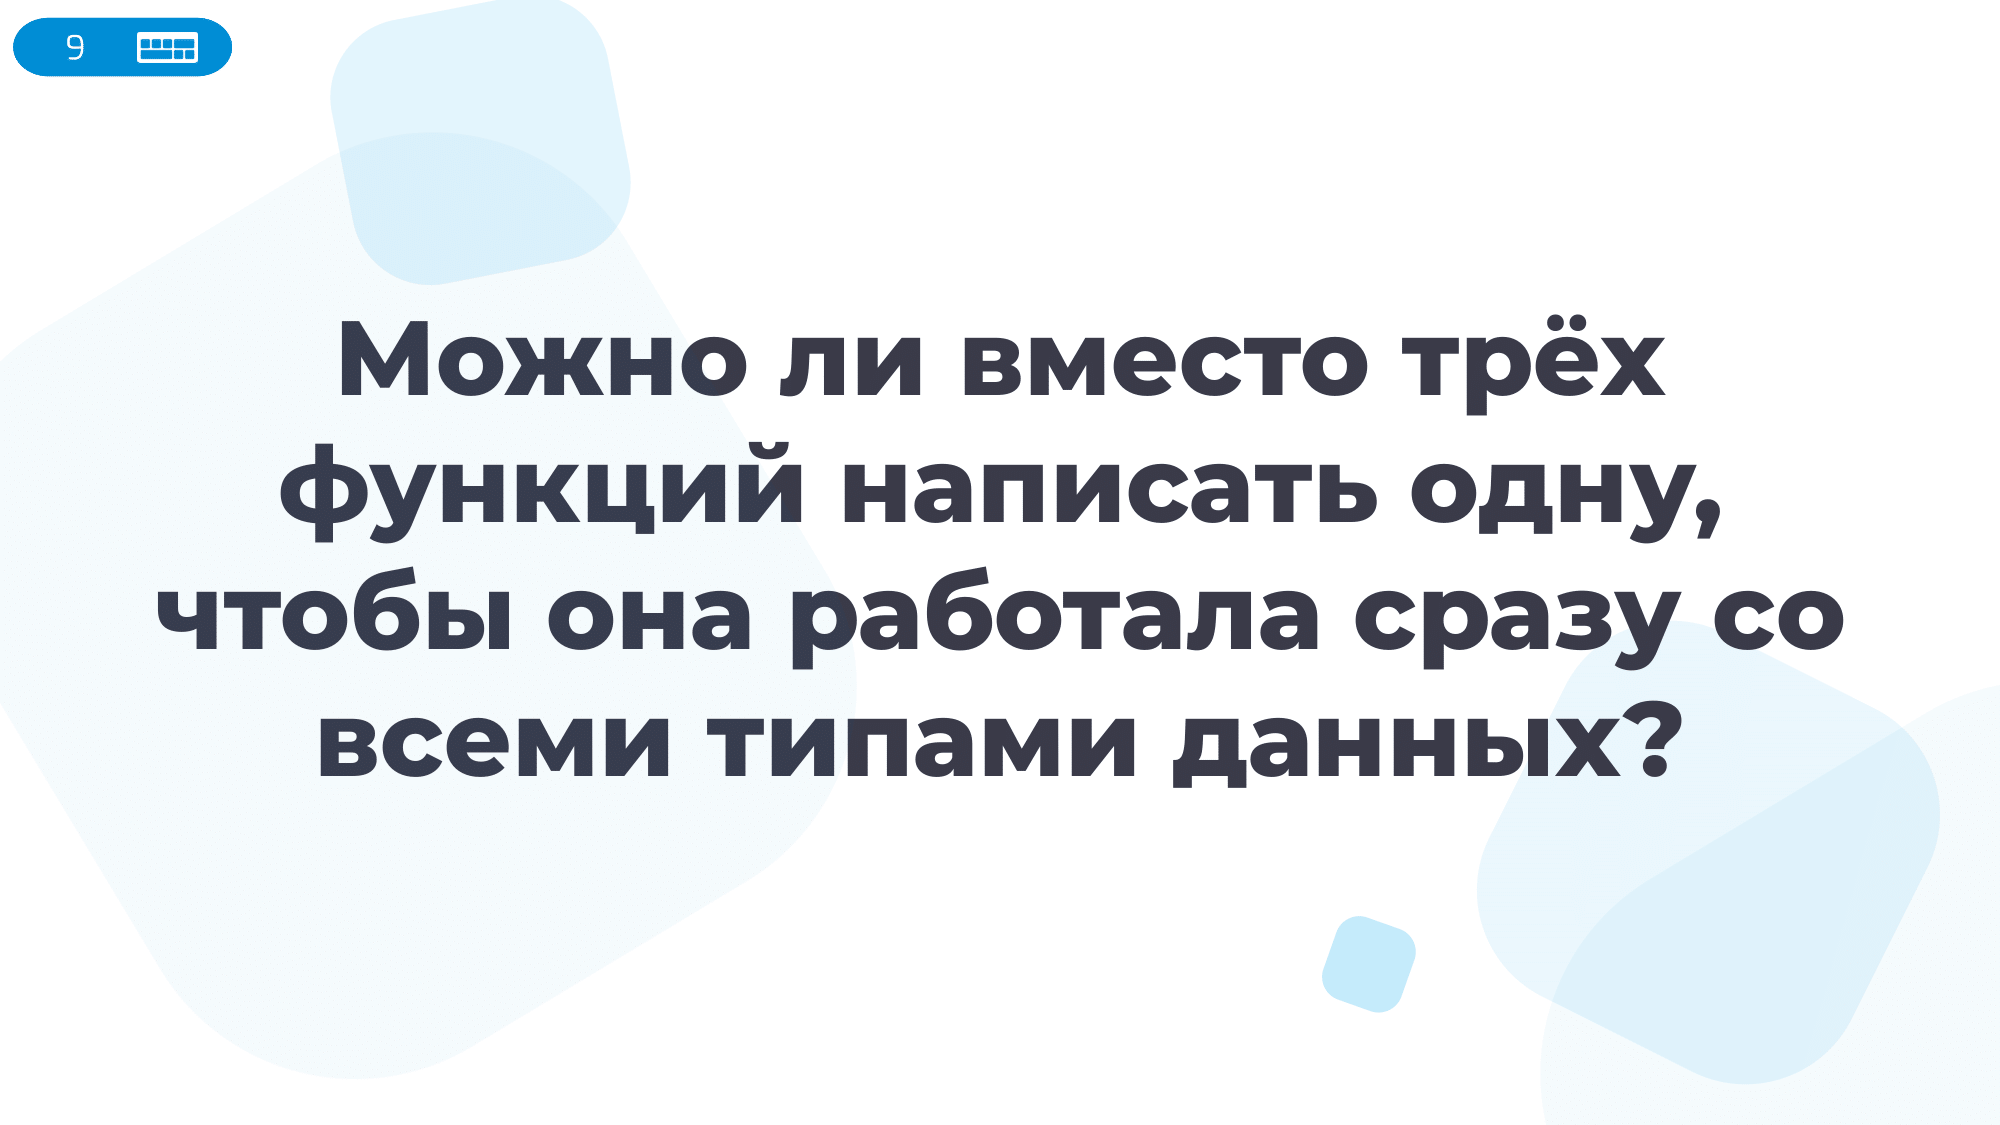 9
Можно ли вместо трёх
функций написать одну,
чтобы она работала сразу со
всеми типами данных?